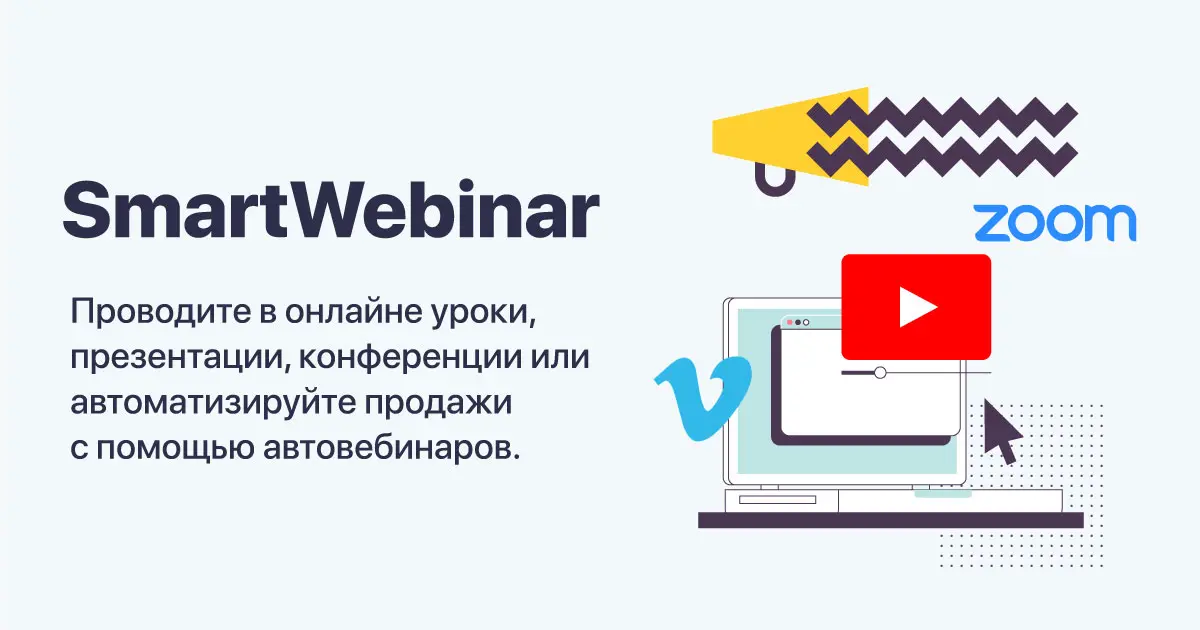 SmartWebinar
Проводите в онлайне уроки,
презентации, конференции или
автоматизируйте продажи
с помощью автовебинаров.
zoom
v